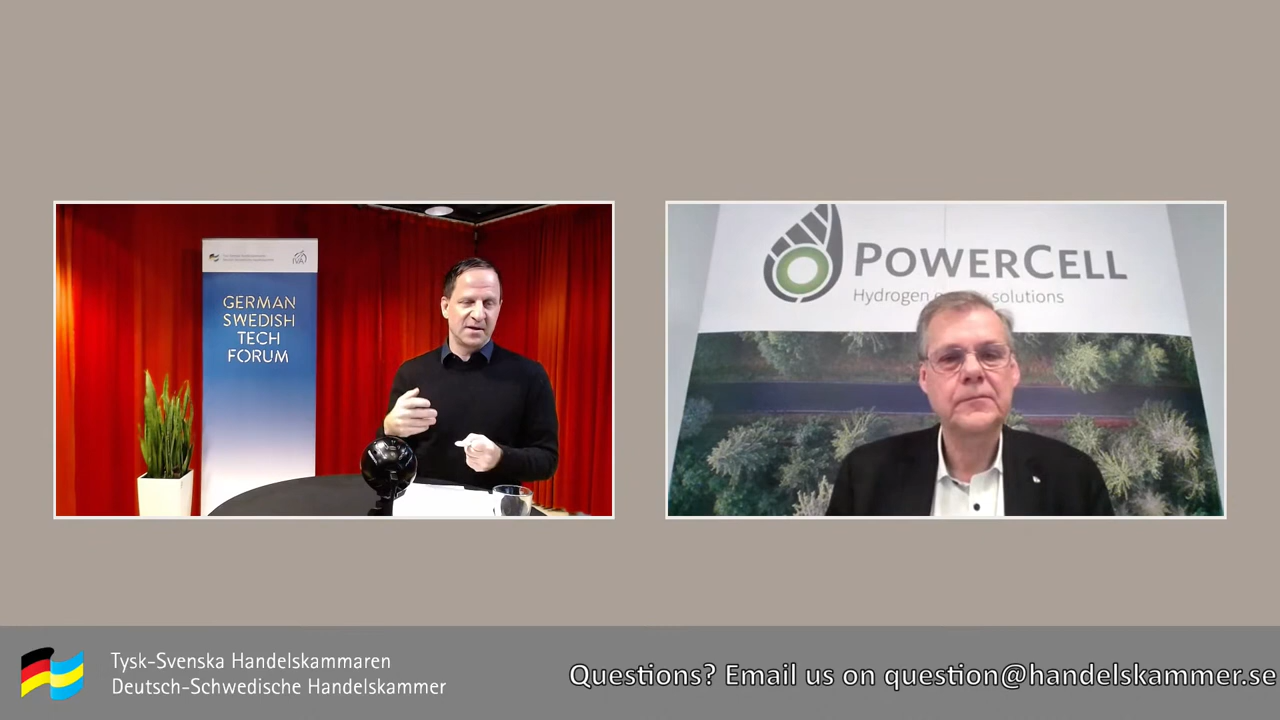 GERMAN
SWEDISH
TECH
FORUM
POWERCELL
Hydrogen solutions
Tysk-Svenska Handelskammaren
Deutsch-Schwedische Handelskammer
Questions? Email us on question@handelskammer.se